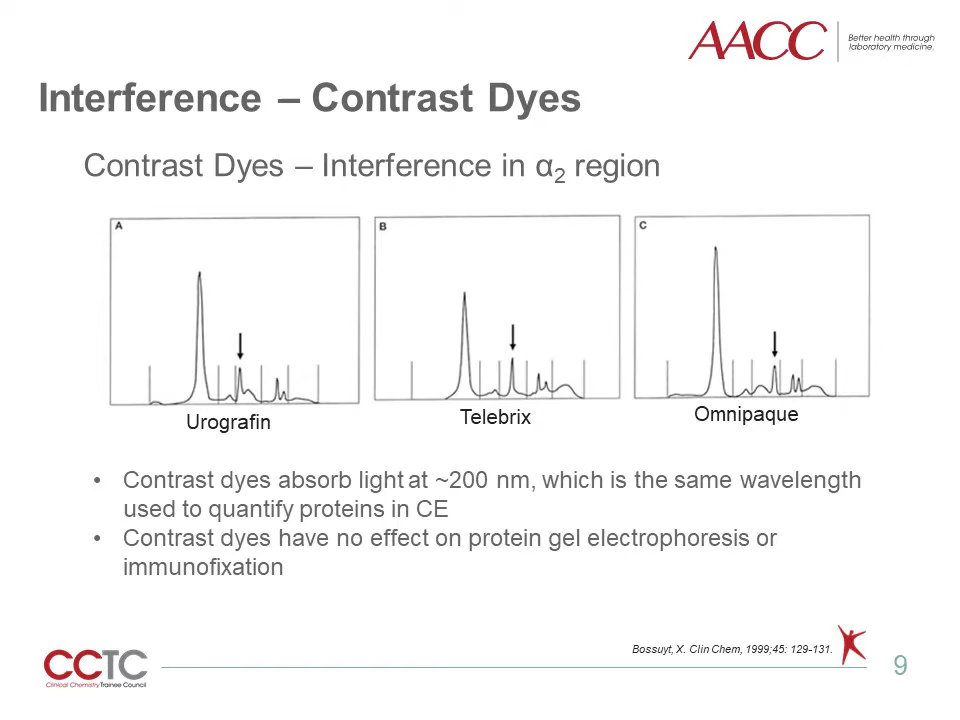 AACC
Better health through
laboratory medicine.
Interference – Contrast Dyes
Contrast Dyes – Interference in α₂ region
A
B
C
Urografin
Telebrix
Omnipaque
• Contrast dyes absorb light at ~200 nm, which is the same wavelength
used to quantify proteins in CE
• Contrast dyes have no effect on protein gel electrophoresis or
immunofixation
Bossuyt, X. Clin Chem, 1999;45: 129-131.
CCTC
Clinical Chemistry Trainee Council
9